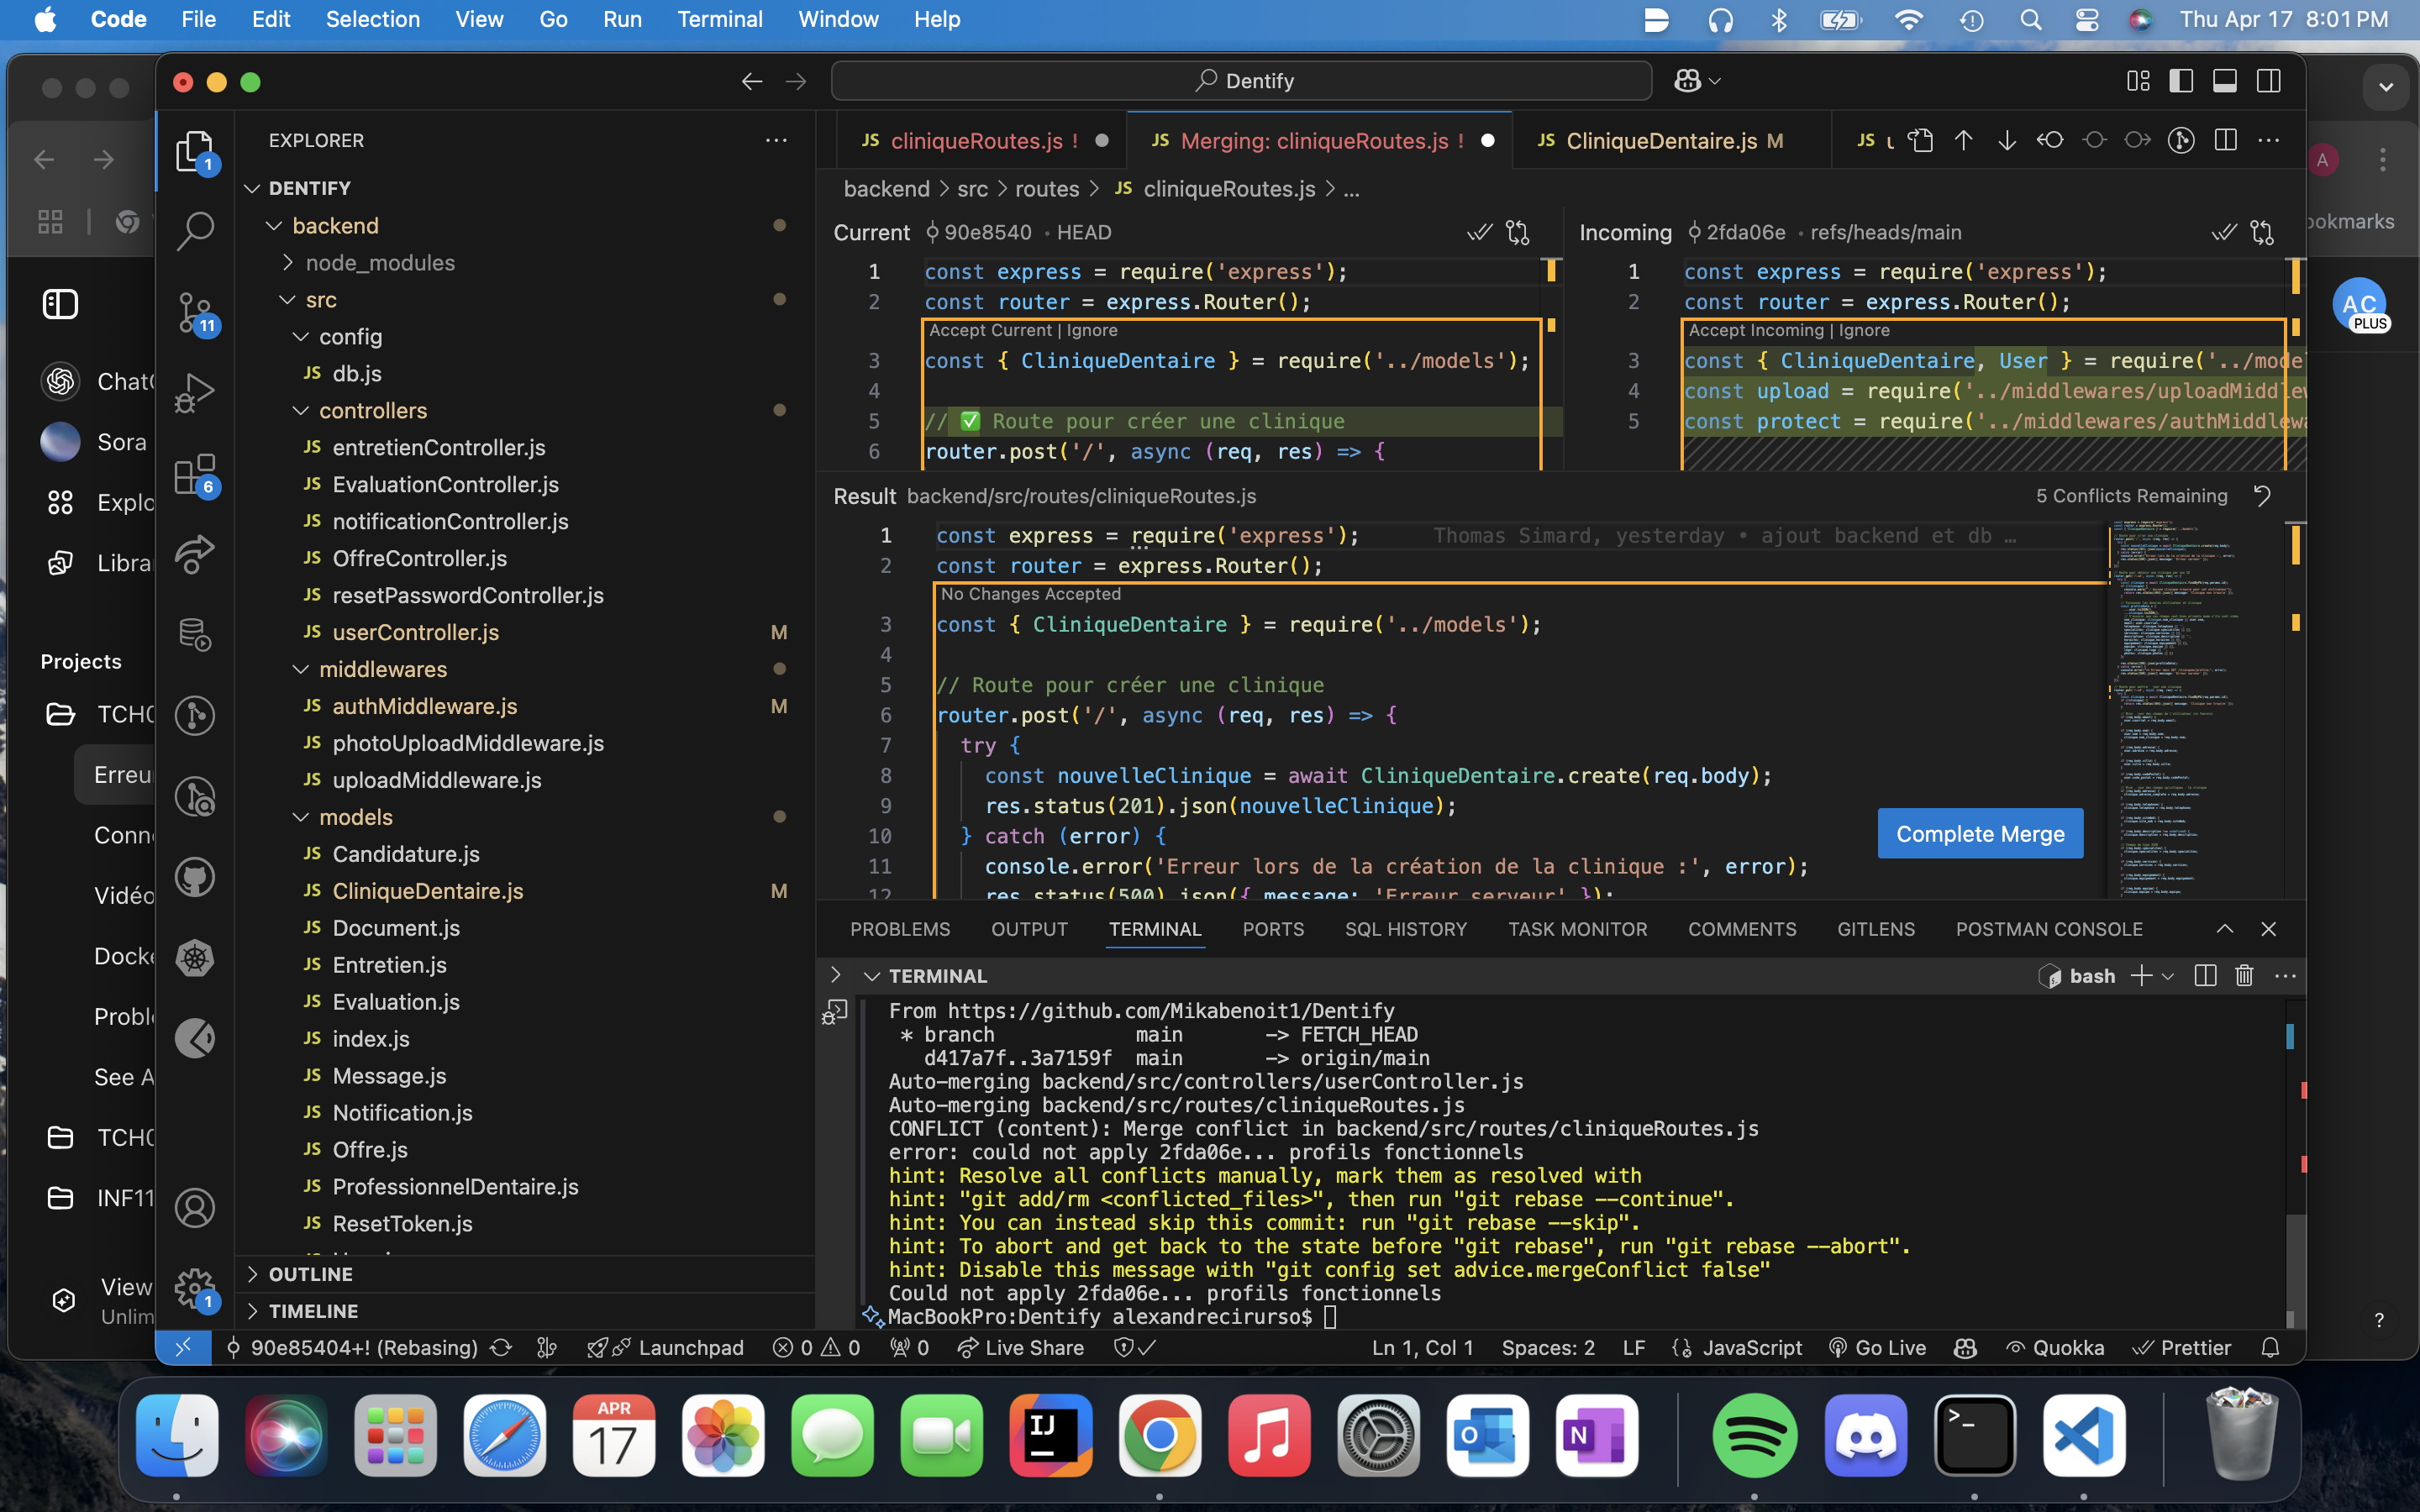 Code File Edit Selection View Go Run Terminal Window Help
Thu Apr 17 8:01 PM
Dentify
EXPLORER
DENTIFY
backend
node_modules
src
config
JS db.js
controllers
JS entretienController.js
JS EvaluationController.js
JS notificationController.js
JS OffreController.js
JS resetPasswordController.js
JS userController.js M
middlewares
JS authMiddleware.js M
JS photoUploadMiddleware.js
JS uploadMiddleware.js
models
JS Candidature.js
JS CliniqueDentaire.js M
JS Document.js
JS Entretien.js
JS Evaluation.js
JS index.js
JS Message.js
JS Notification.js
JS Offre.js
JS ProfessionnelDentaire.js
JS ResetToken.js
OUTLINE
TIMELINE
1
11
6
1
ChatG
Sora
Explo
Libra
Projects
TCH0
Erreu
Conn
Vidéo
Docke
Proble
See A
TCH0
INF11
View
Unlim
JS cliniqueRoutes.js !
JS Merging: cliniqueRoutes.js !
JS CliniqueDentaire.js M
JS u
backend > src > routes > JS cliniqueRoutes.js > ...
Current 90e8540 • HEAD
1 const express = require('express');
2 const router = express.Router();
Accept Current | Ignore
3 const { CliniqueDentaire } = require('../models');
4
5 // ✅ Route pour créer une clinique
6 router.post('/', async (req, res) => {
Incoming 2fda06e • refs/heads/main
1 const express = require('express');
2 const router = express.Router();
Accept Incoming | Ignore
3 const { CliniqueDentaire, User } = require('../mode
4 const upload = require('../middlewares/uploadMiddlew
5 const protect = require('../middlewares/authMiddlewa
Result backend/src/routes/cliniqueRoutes.js
5 Conflicts Remaining
1 const express = require('express'); Thomas Simard, yesterday • ajout backend et db …
2 const router = express.Router();
No Changes Accepted
3 const { CliniqueDentaire } = require('../models');
4
5 // Route pour créer une clinique
6 router.post('/', async (req, res) => {
7 try {
8 const nouvelleClinique = await CliniqueDentaire.create(req.body);
9 res.status(201).json(nouvelleClinique);
10 } catch (error) {
11 console.error('Erreur lors de la création de la clinique :', error);
12 res.status(500).json({ message: 'Erreur serveur' });
Complete Merge
PROBLEMS OUTPUT TERMINAL PORTS SQL HISTORY TASK MONITOR COMMENTS GITLENS POSTMAN CONSOLE
TERMINAL
bash
From https://github.com/Mikabenoit1/Dentify
* branch main -> FETCH_HEAD
d417a7f..3a7159f main -> origin/main
Auto-merging backend/src/controllers/userController.js
Auto-merging backend/src/routes/cliniqueRoutes.js
CONFLICT (content): Merge conflict in backend/src/routes/cliniqueRoutes.js
error: could not apply 2fda06e... profils fonctionnels
hint: Resolve all conflicts manually, mark them as resolved with
hint: "git add/rm <conflicted_files>", then run "git rebase --continue".
hint: You can instead skip this commit: run "git rebase --skip".
hint: To abort and get back to the state before "git rebase", run "git rebase --abort".
hint: Disable this message with "git config set advice.mergeConflict false"
Could not apply 2fda06e... profils fonctionnels
MacBookPro:Dentify alexandrecirurso$
90e85404+! (Rebasing) Launchpad 0 0 0 Live Share
Ln 1, Col 1 Spaces: 2 LF JavaScript Go Live Quokka Prettier
A
ookmarks
AC
PLUS
?
APR
17
IJ
O
N